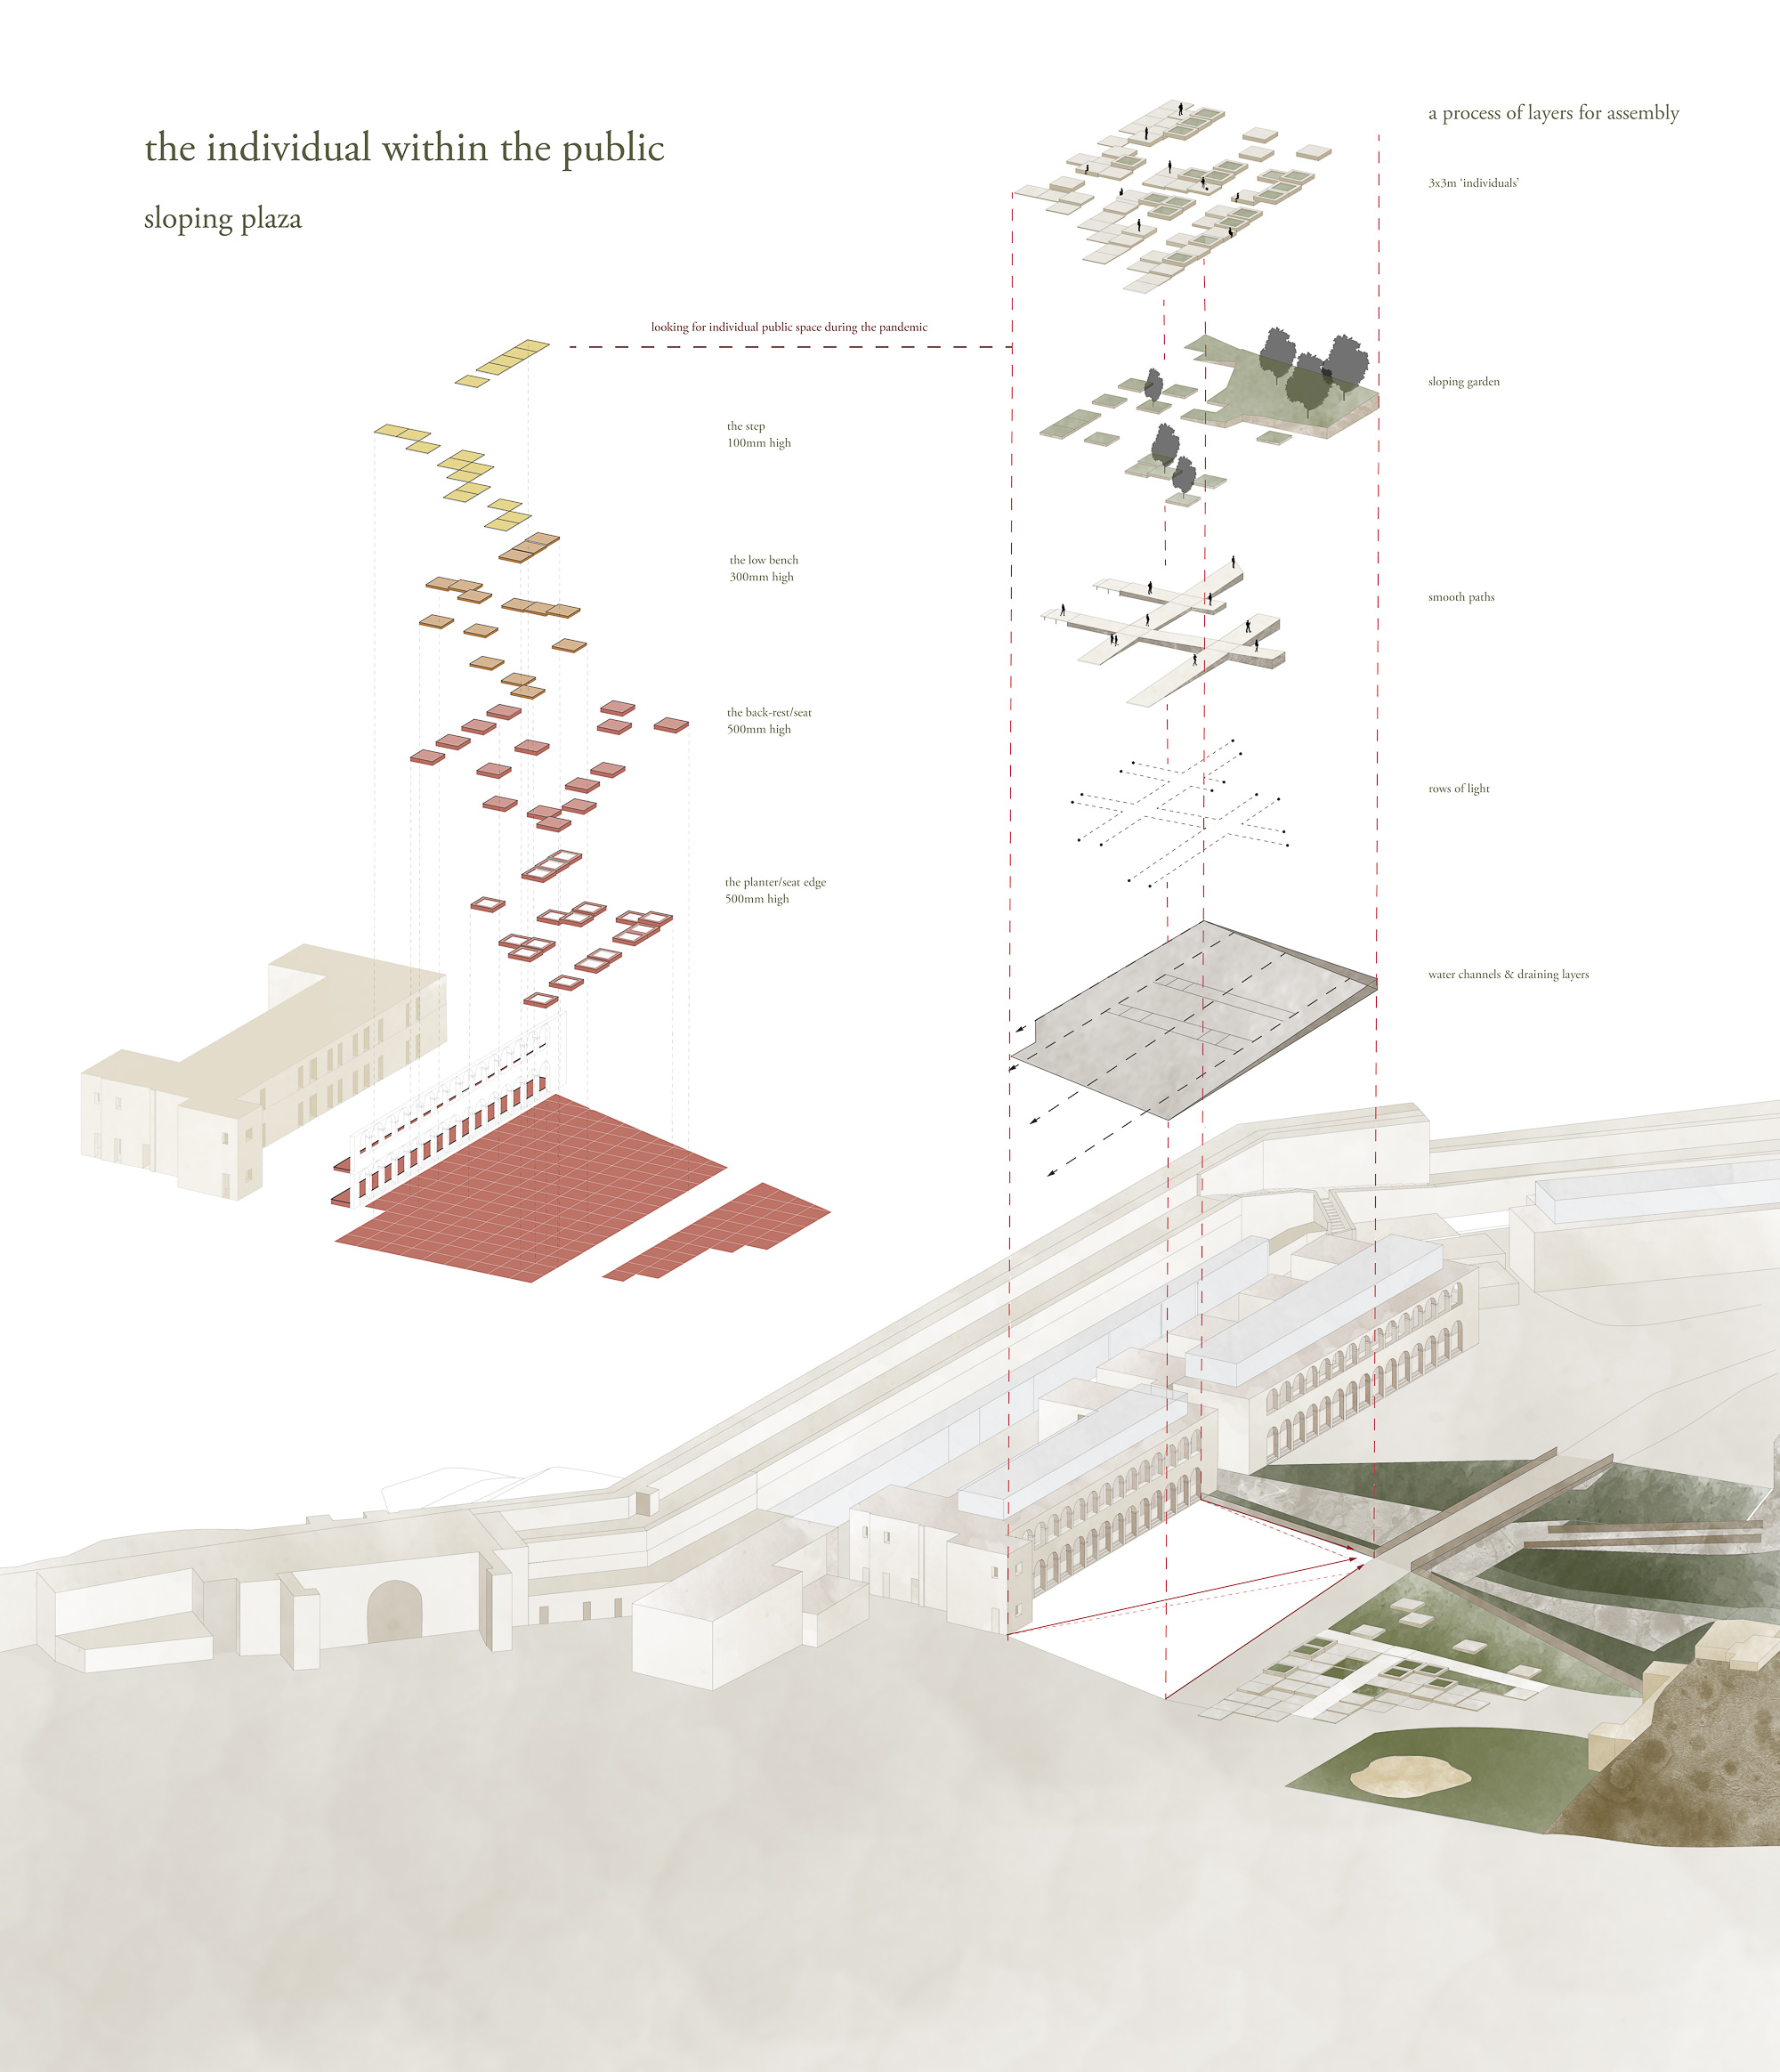 the individual within the public
sloping plaza
looking for individual public space during the pandemic
the step
100mm high
the low bench
300mm high
the back-rest/seat
500mm high
the planter/seat edge
500mm high
a process of layers for assembly
3x3m ‘individuals’
sloping garden
smooth paths
rows of light
water channels & draining layers